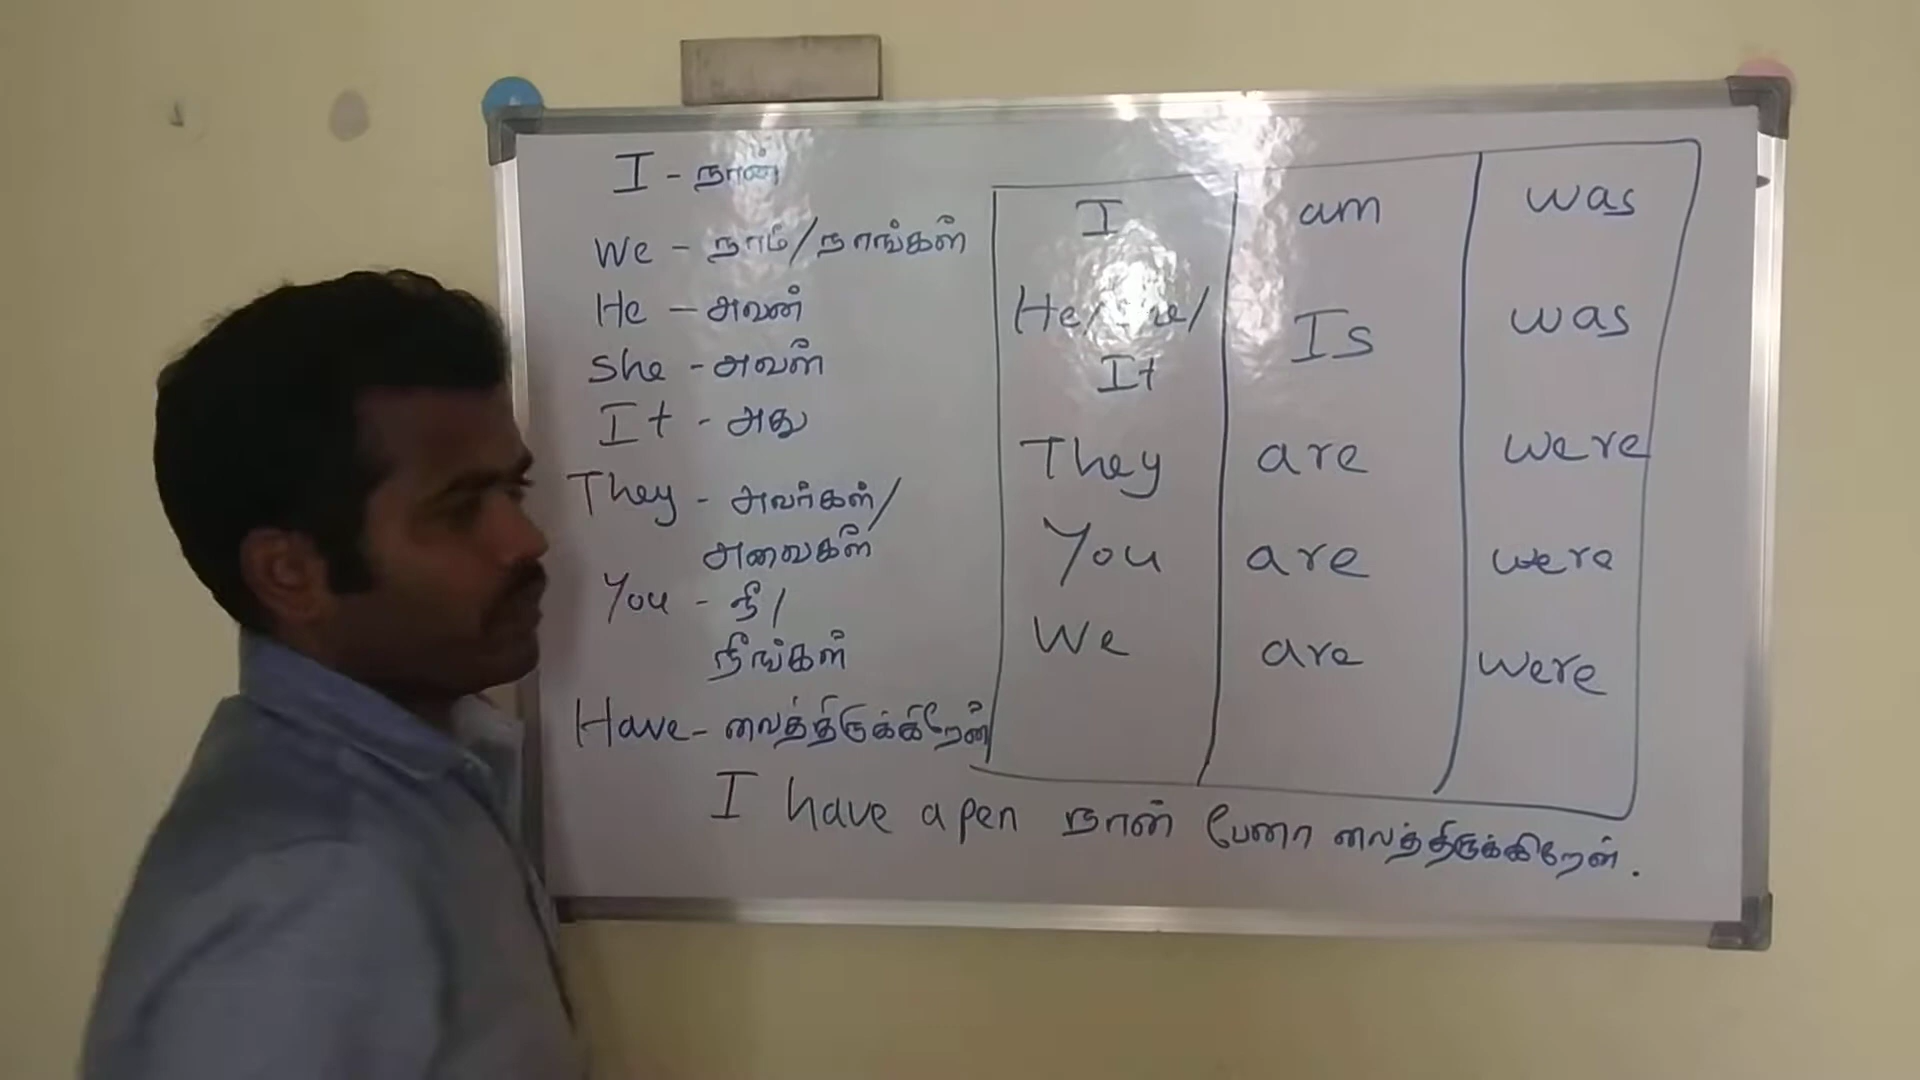 I - நான்
We - நாம்/நாங்கள்
He - அவன்
She - அவள்
It - அது
They - அவர்கள்/
அவைகள்
You - நீ/
நீங்கள்
Have - வைத்திருக்கிறேன்
I am was
He/ / Is was
It
They are were
You are were
We are were
I have a pen நான் பேனா வைத்திருக்கிறேன்.